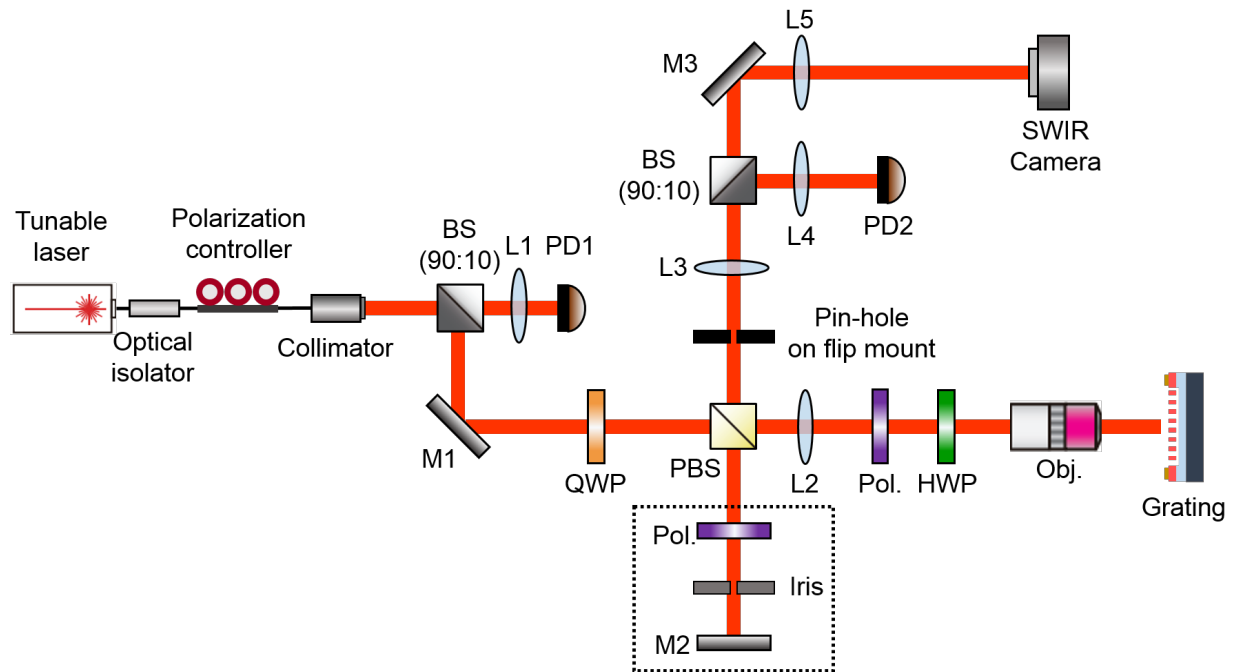 L5
M3
SWIR
Camera
BS
(90:10)
L4
PD2
Tunable
laser
Polarization
controller
BS
(90:10)
L1
PD1
L3
Optical
isolator
Collimator
Pin-hole
on flip mount
M1
QWP
PBS
L2
Pol.
HWP
Obj.
Grating
Pol.
Iris
M2